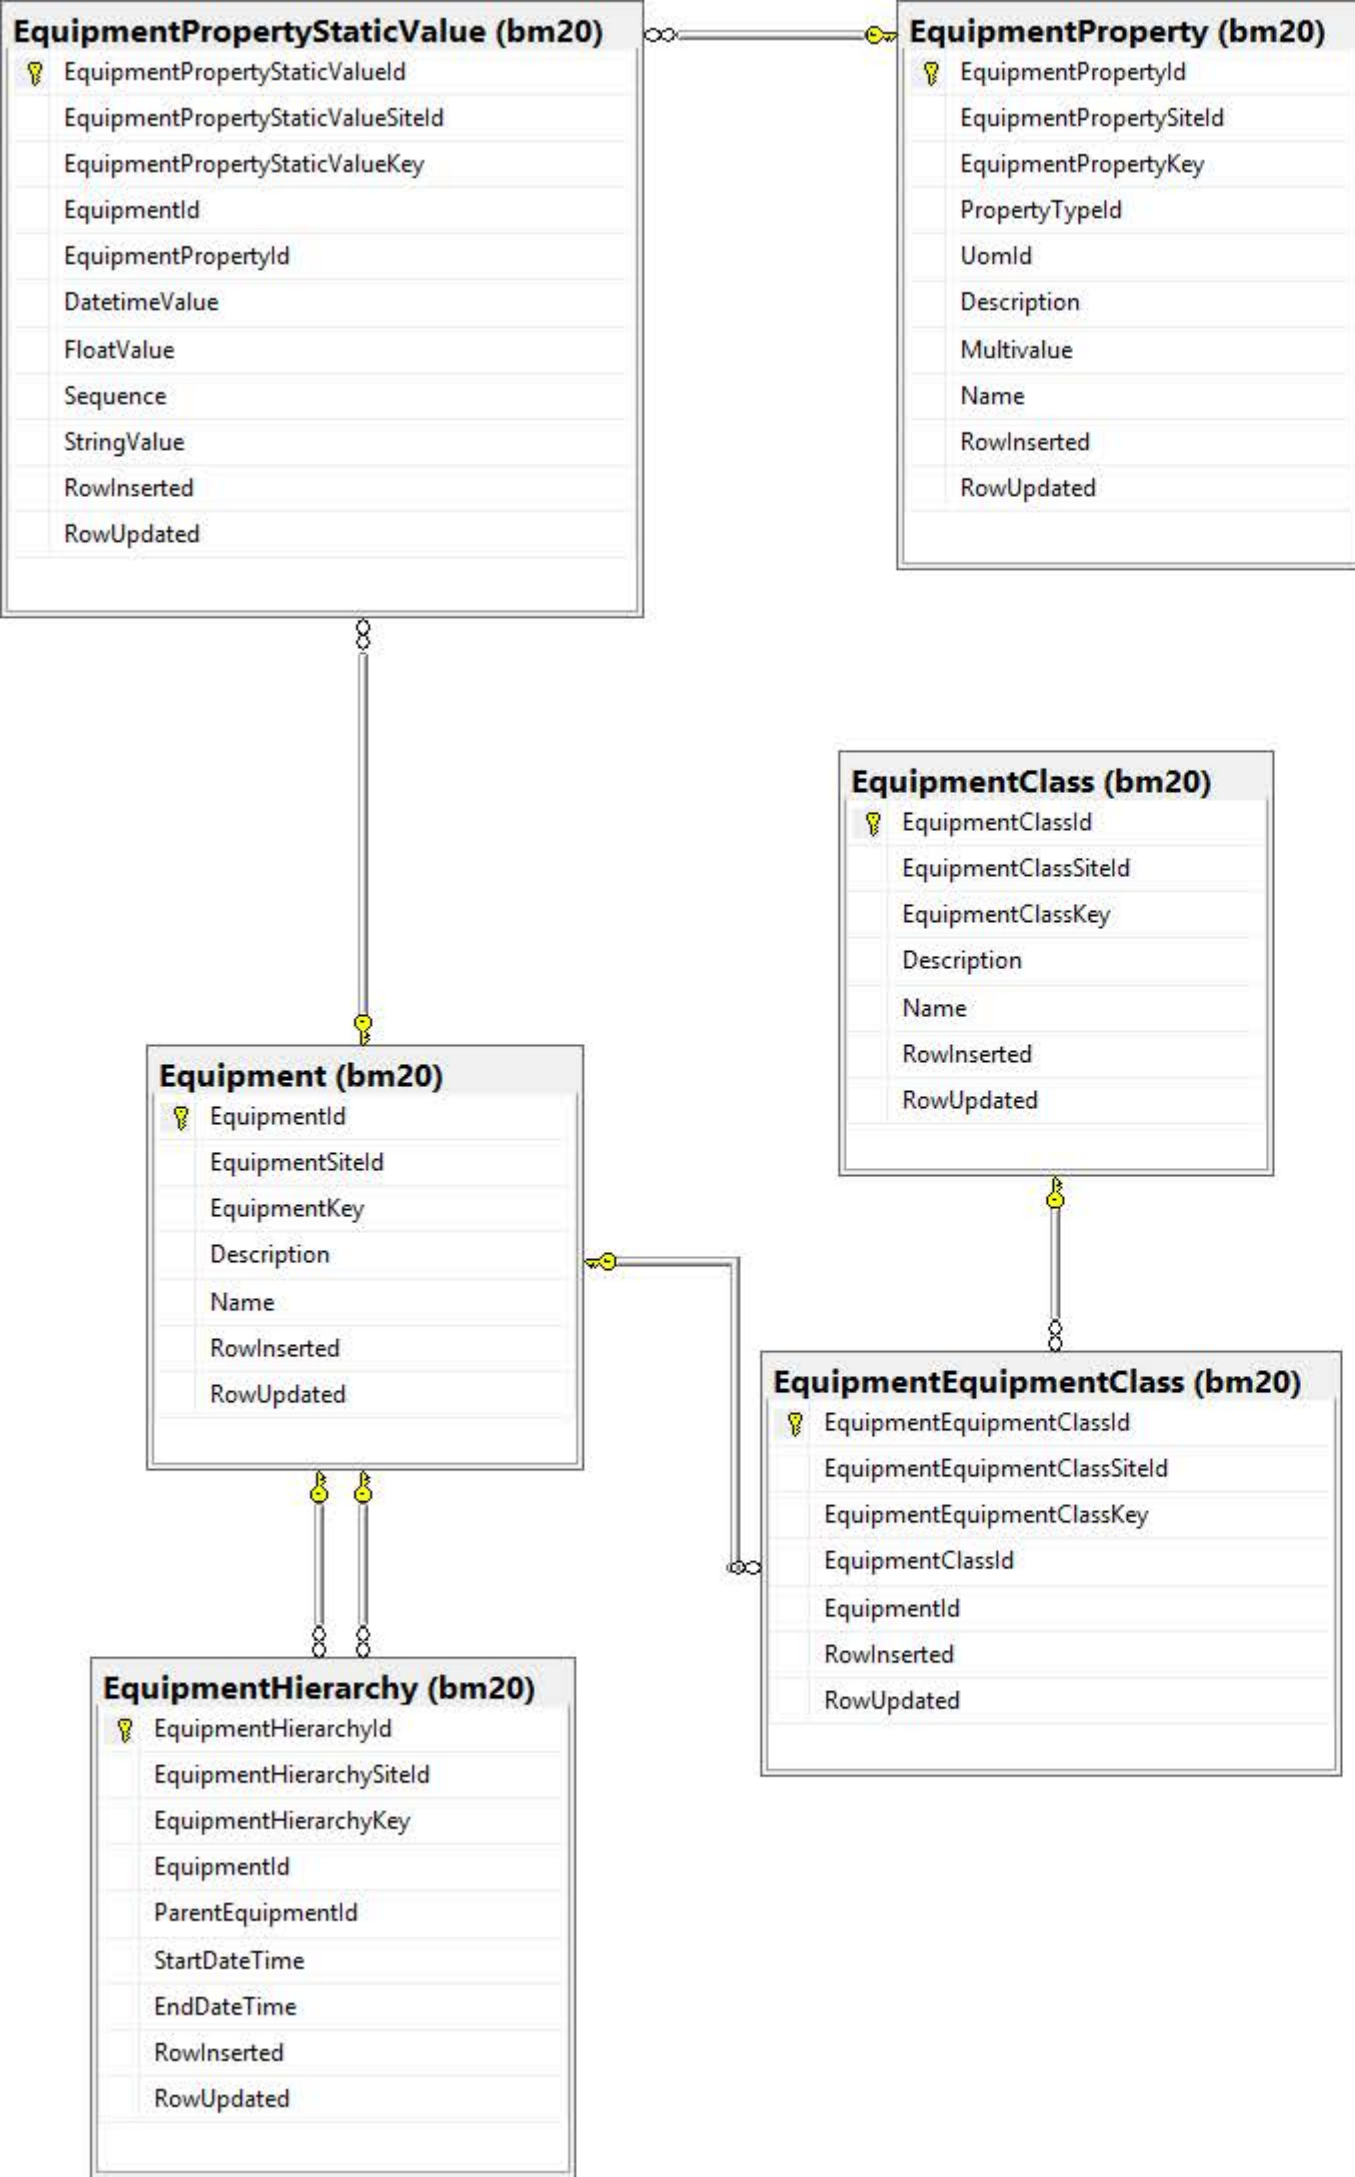 EquipmentPropertyStaticValue (bm20)
EquipmentPropertyStaticValueId
EquipmentPropertyStaticValueSiteId
EquipmentPropertyStaticValueKey
EquipmentId
EquipmentPropertyId
DatetimeValue
FloatValue
Sequence
StringValue
RowInserted
RowUpdated
EquipmentProperty (bm20)
EquipmentPropertyId
EquipmentPropertySiteId
EquipmentPropertyKey
PropertyTypeId
UomId
Description
Multivalue
Name
RowInserted
RowUpdated
EquipmentClass (bm20)
EquipmentClassId
EquipmentClassSiteId
EquipmentClassKey
Description
Name
RowInserted
RowUpdated
Equipment (bm20)
EquipmentId
EquipmentSiteId
EquipmentKey
Description
Name
RowInserted
RowUpdated
EquipmentEquipmentClass (bm20)
EquipmentEquipmentClassId
EquipmentEquipmentClassSiteId
EquipmentEquipmentClassKey
EquipmentClassId
EquipmentId
RowInserted
RowUpdated
EquipmentHierarchy (bm20)
EquipmentHierarchyId
EquipmentHierarchySiteId
EquipmentHierarchyKey
EquipmentId
ParentEquipmentId
StartDateTime
EndDateTime
RowInserted
RowUpdated